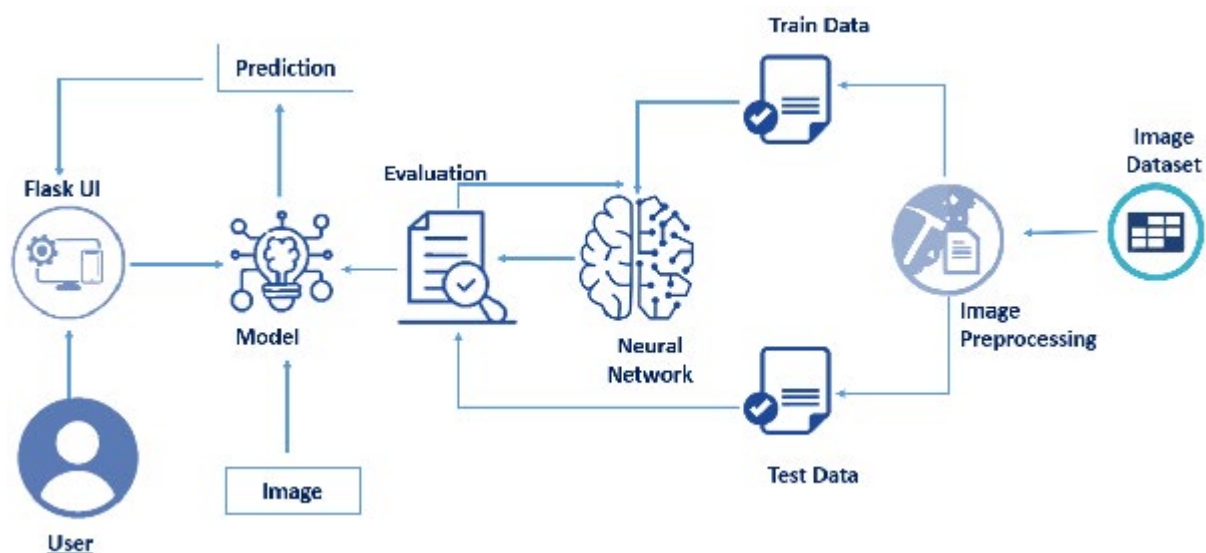 Train Data
Prediction
Image
Dataset
Evaluation
Flask UI
Image
Preprocessing
Model
Neural
Network
Test Data
Image
User